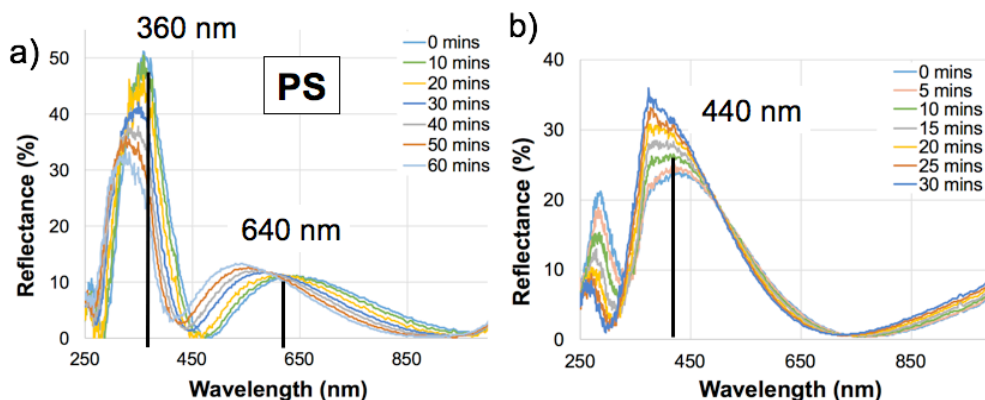 a)
360 nm
PS
640 nm
Reflectance (%)
50
40
30
20
10
0
250
450
650
850
Wavelength (nm)
0 mins
10 mins
20 mins
30 mins
40 mins
50 mins
60 mins
b)
440 nm
Reflectance (%)
40
30
20
10
0
250
450
650
850
Wavelength (nm)
0 mins
5 mins
10 mins
15 mins
20 mins
25 mins
30 mins